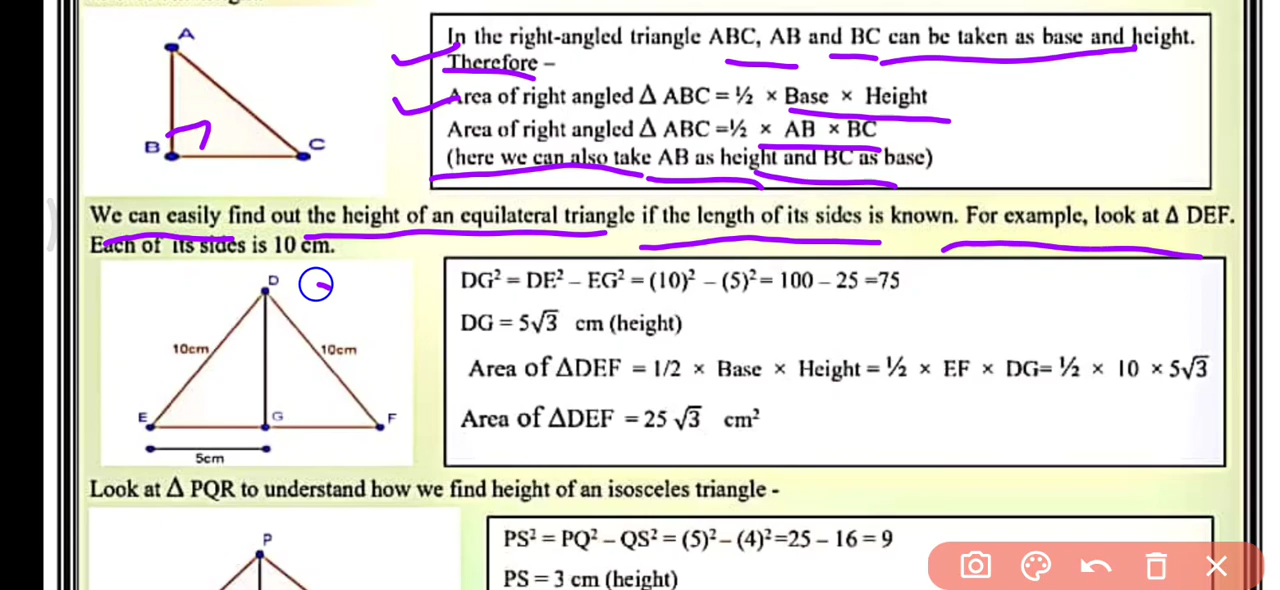 A
B
C
In the right-angled triangle ABC, AB and BC can be taken as base and height.
Therefore –
Area of right angled Δ ABC = ½ × Base × Height
Area of right angled Δ ABC =½ × AB × BC
(here we can also take AB as height and BC as base)
We can easily find out the height of an equilateral triangle if the length of its sides is known. For example, look at Δ DEF.
Each of its sides is 10 cm.
D
10cm
10cm
E
G
F
5cm
DG² = DE² – EG² = (10)² – (5)² = 100 – 25 =75
DG = 5√3 cm (height)
Area of ΔDEF = 1/2 × Base × Height = ½ × EF × DG= ½ × 10 × 5√3
Area of ΔDEF = 25 √3 cm²
Look at Δ PQR to understand how we find height of an isosceles triangle -
P
PS² = PQ² – QS² = (5)² – (4)² =25 – 16 = 9
PS = 3 cm (height)